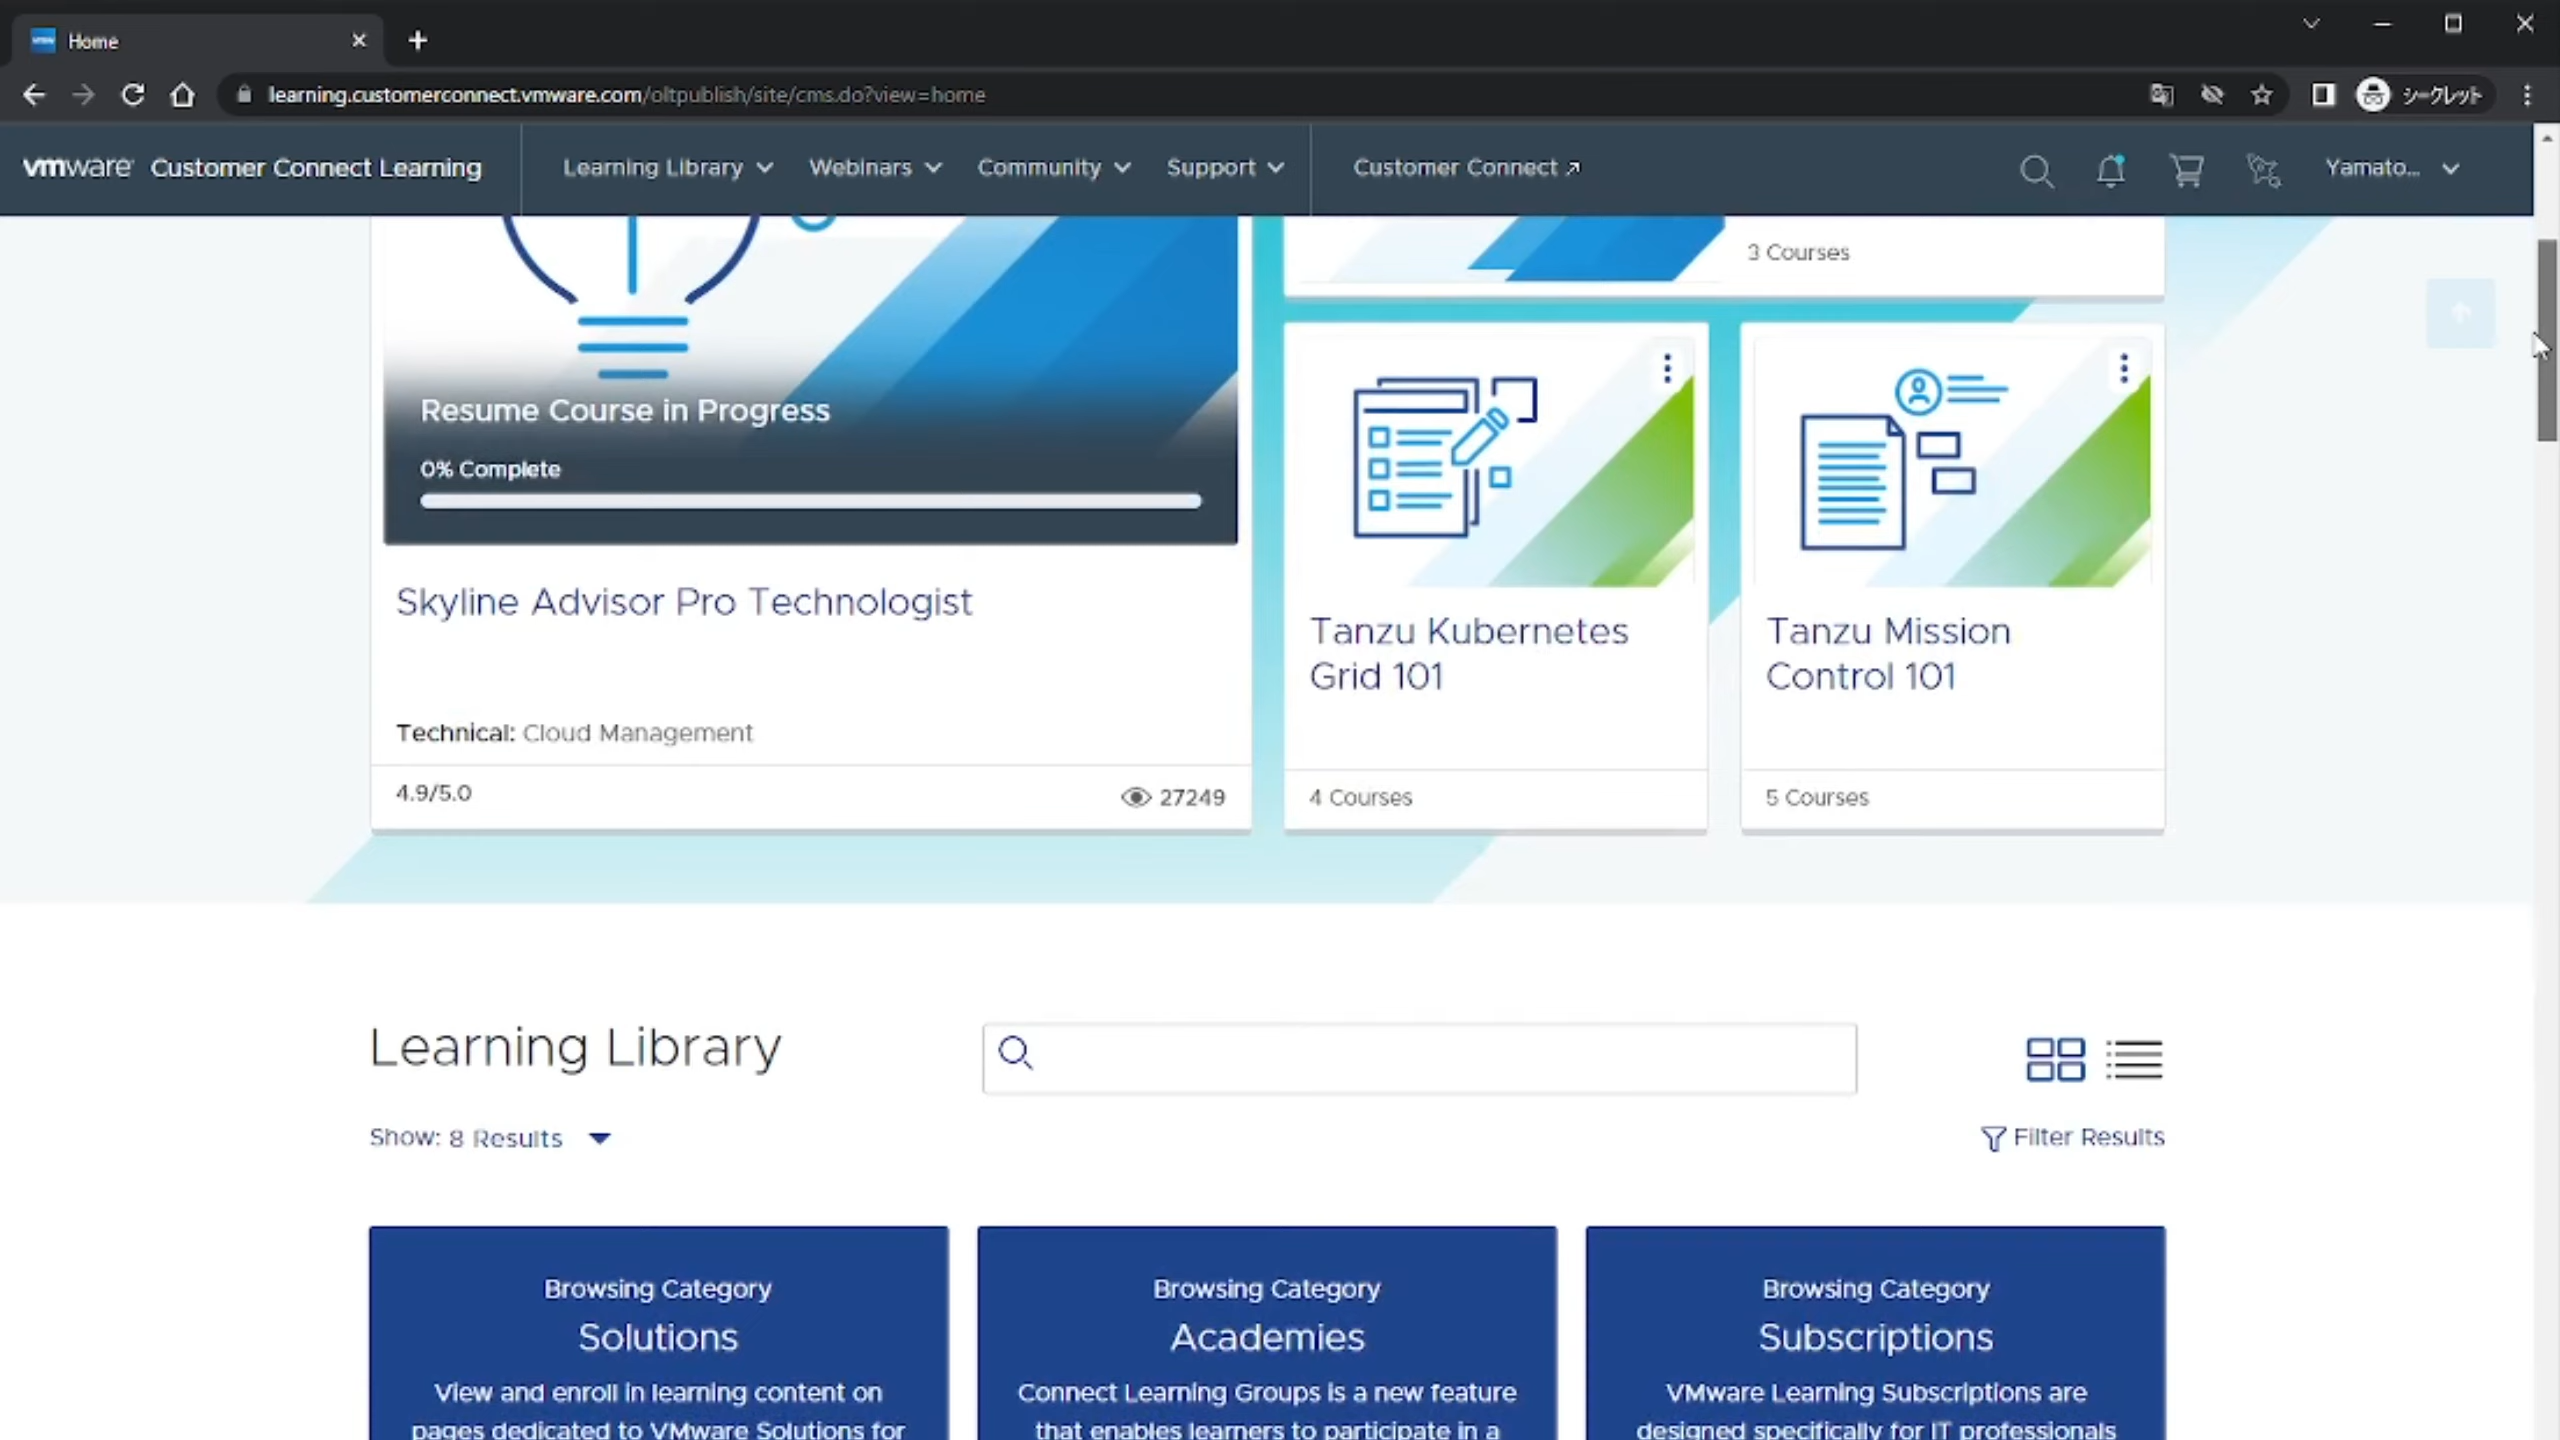 Home
learning.customerconnect.vmware.com/oltpublish/site/cms.do?view=home
シークレット
vmware Customer Connect Learning
Learning Library
Webinars
Community
Support
Customer Connect
Yamato...
3 Courses
Resume Course in Progress
0% Complete
Skyline Advisor Pro Technologist
Technical: Cloud Management
4.9/5.0
27249
Tanzu Kubernetes
Grid 101
4 Courses
Tanzu Mission
Control 101
5 Courses
Learning Library
Show: 8 Results
Filter Results
Browsing Category
Solutions
View and enroll in learning content on
pages dedicated to VMware Solutions for
Browsing Category
Academies
Connect Learning Groups is a new feature
that enables learners to participate in a
Browsing Category
Subscriptions
VMware Learning Subscriptions are
designed specifically for IT professionals